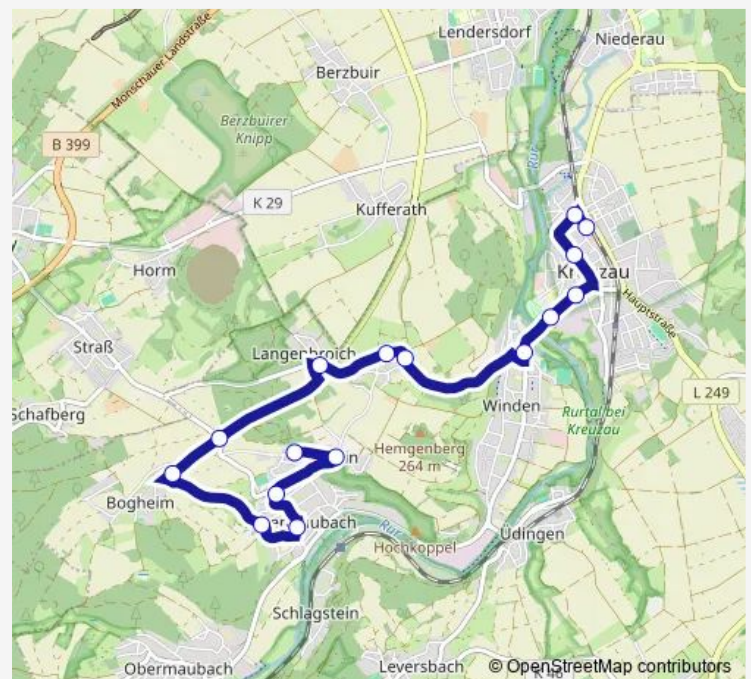 Lendersdorf
Niederau
Monschauer Landstraße
Berzbuir
Berzbuirer
Knipp
B 399
Rur
K 29
Kufferath
Horm
Hauptstraße
Straß
Langenbroich
L 249
Schafberg
Winden
Rurtal bei
Kreuzau
Hemgenberg
264 m
Bogheim
Rur
Üdingen
Hochkoppel
Schlagstein
Obermaubach
Leversbach
© OpenStreetMap contributors